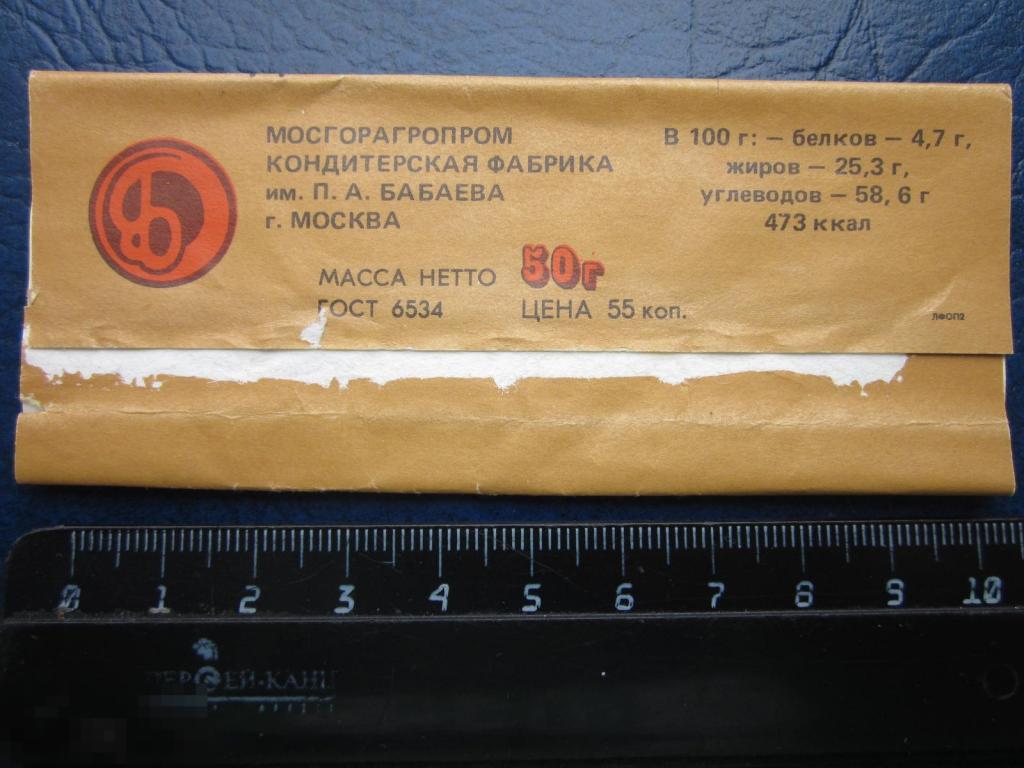 МОСГОРАГРОПРОМ
КОНДИТЕРСКАЯ ФАБРИКА
им. П. А. БАБАЕВА
г. МОСКВА
В 100 г: — белков — 4,7 г,
жиров — 25,3 г,
углеводов — 58, 6 г
473 ккал
МАССА НЕТТО 50г
ГОСТ 6534 ЦЕНА 55 коп.
ЛФОП2
0 1 2 3 4 5 6 7 8 9 10